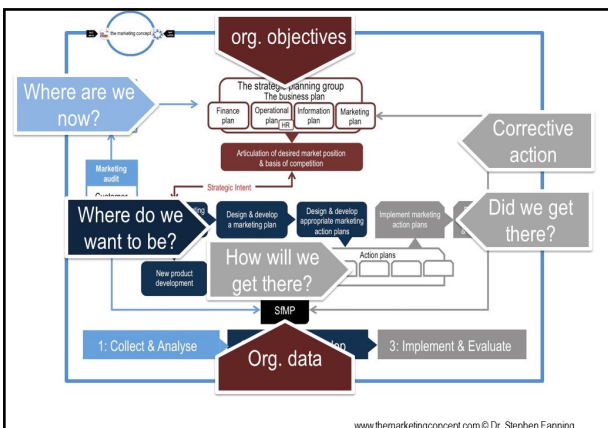 the marketing concept
org. objectives
The strategic planning group
The business plan
Where are we
now?
Finance
plan
Operational
plan
HR
Information
plan
Marketing
plan
Corrective
action
Articulation of desired market position
& basis of competition
Marketing
audit
Strategic Intent
Where do we
want to be?
Design & develop
a marketing plan
Design & develop
appropriate marketing
action plans
Implement marketing
action plans
Did we get
there?
How will we
get there?
Action plans
New product
development
SfMP
1: Collect & Analyse
Org. data
3: Implement & Evaluate
www.themarketingconcept.com © Dr. Stephen Fanning